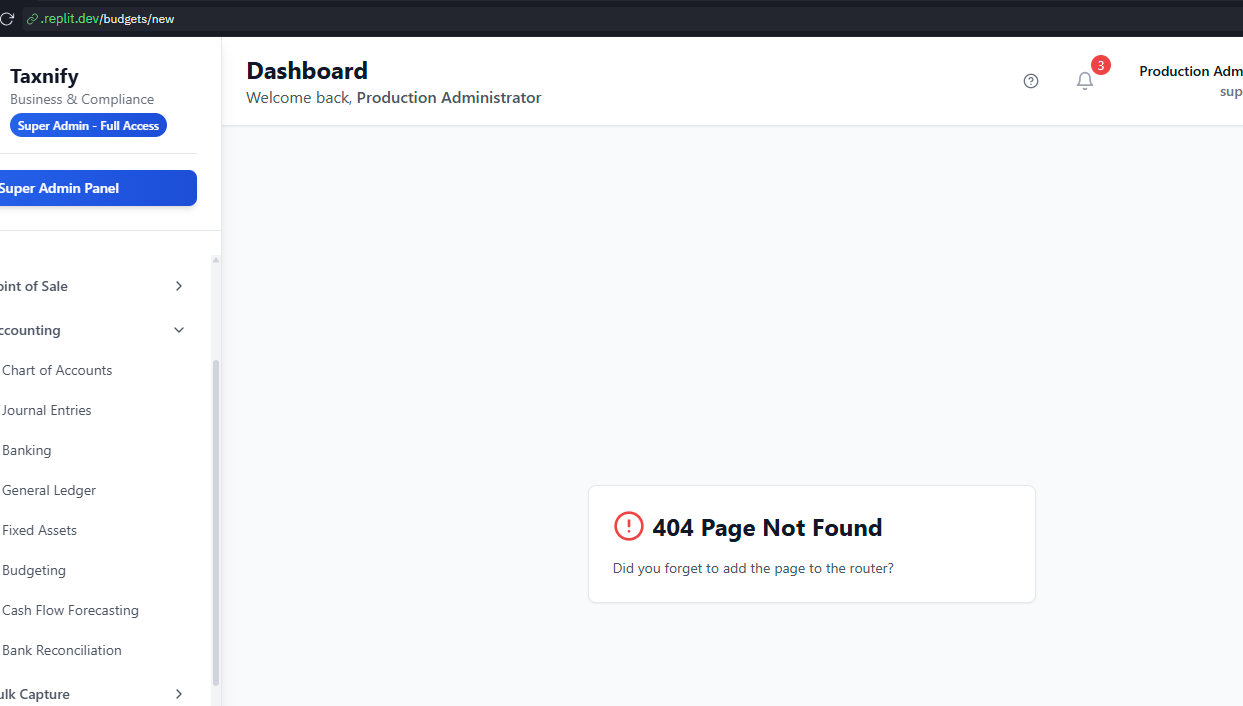 .replit.dev/budgets/new
Taxnify
Business & Compliance
Super Admin - Full Access
Super Admin Panel
oint of Sale
ccounting
Chart of Accounts
Journal Entries
Banking
General Ledger
Fixed Assets
Budgeting
Cash Flow Forecasting
Bank Reconciliation
ulk Capture
Dashboard
Welcome back, Production Administrator
3
Production Adm
sup
404 Page Not Found
Did you forget to add the page to the router?